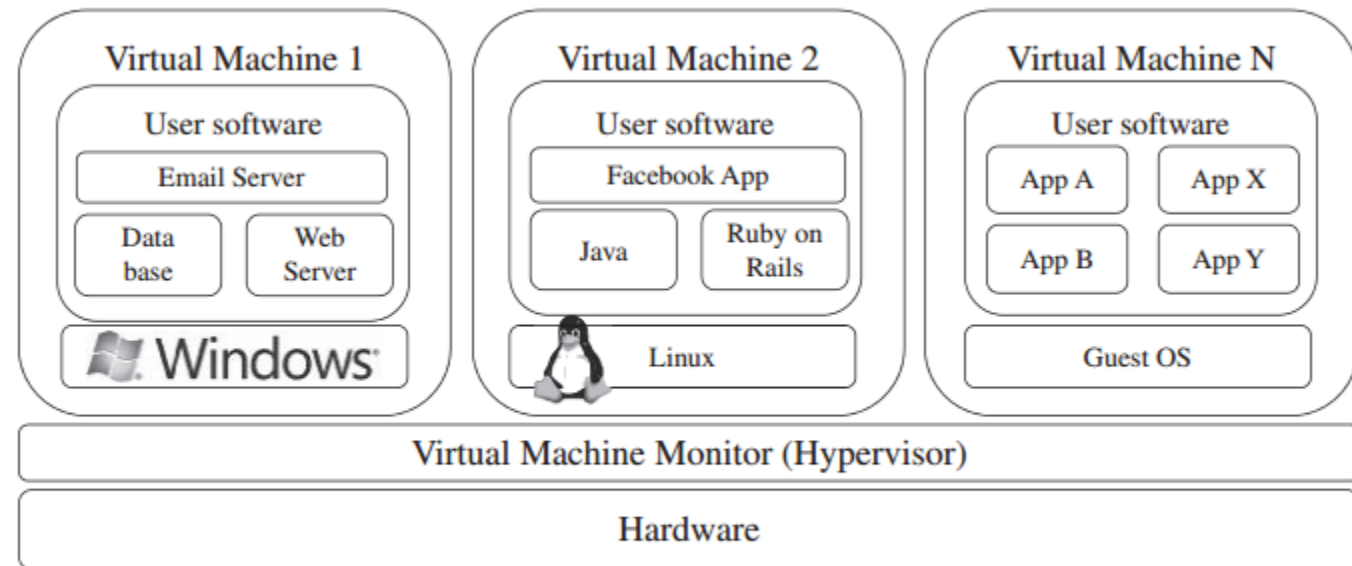 Virtual Machine 1
User software
Email Server
Data
base
Web
Server
Windows
Virtual Machine 2
User software
Facebook App
Java
Ruby on
Rails
Linux
Virtual Machine N
User software
App A
App X
App B
App Y
Guest OS
Virtual Machine Monitor (Hypervisor)
Hardware